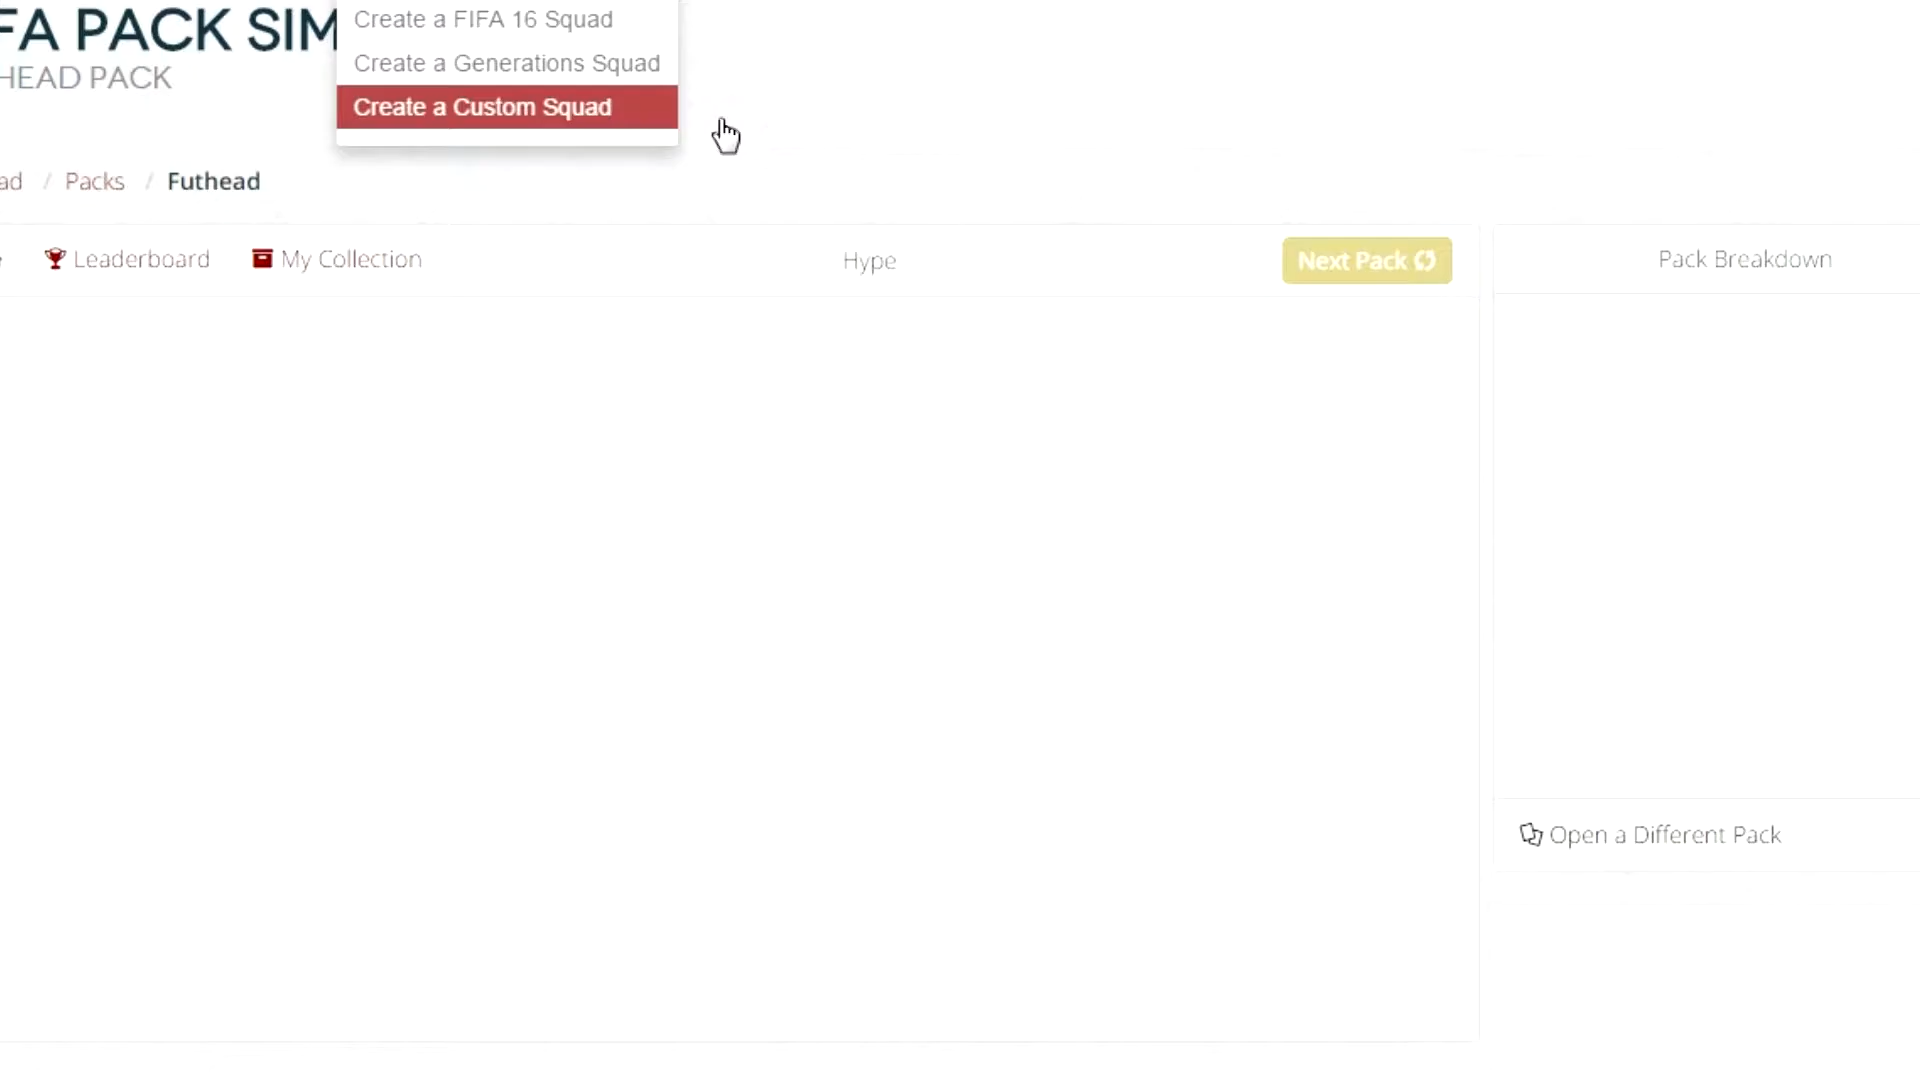 FA PACK SIM
HEAD PACK
Create a FIFA 16 Squad
Create a Generations Squad
Create a Custom Squad
ad / Packs / Futhead
Leaderboard My Collection Hype Next Pack Pack Breakdown
Open a Different Pack